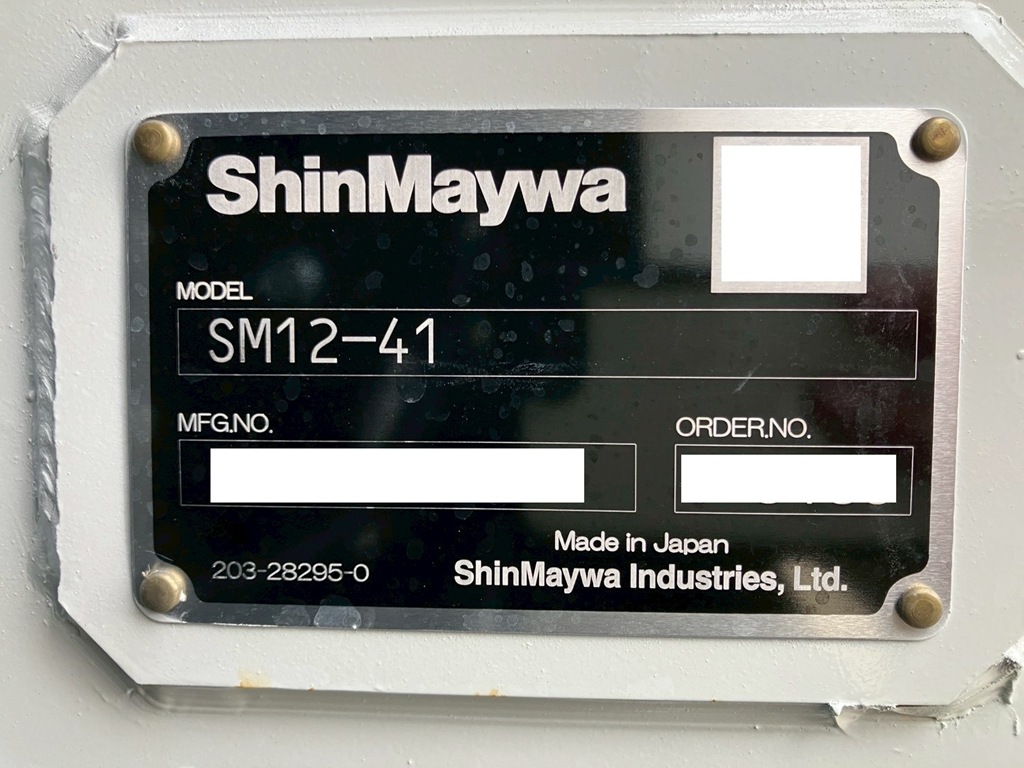 ShinMaywa
MODEL
SM12-41
MFG.NO.
ORDER.NO.
Made in Japan
203-28295-0
ShinMaywa Industries, Ltd.